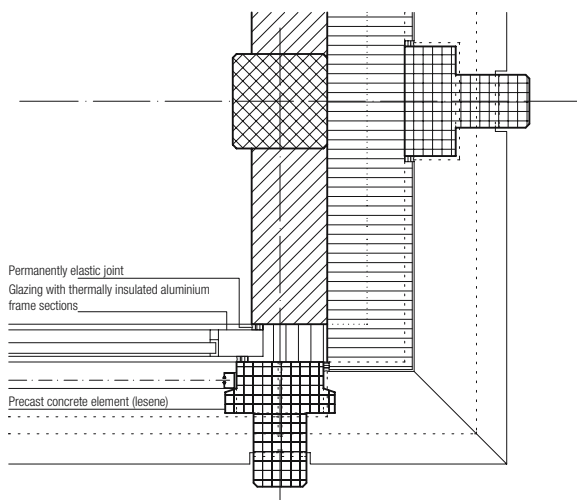 Permanently elastic joint
Glazing with thermally insulated aluminium
frame sections
Precast concrete element (lesene)